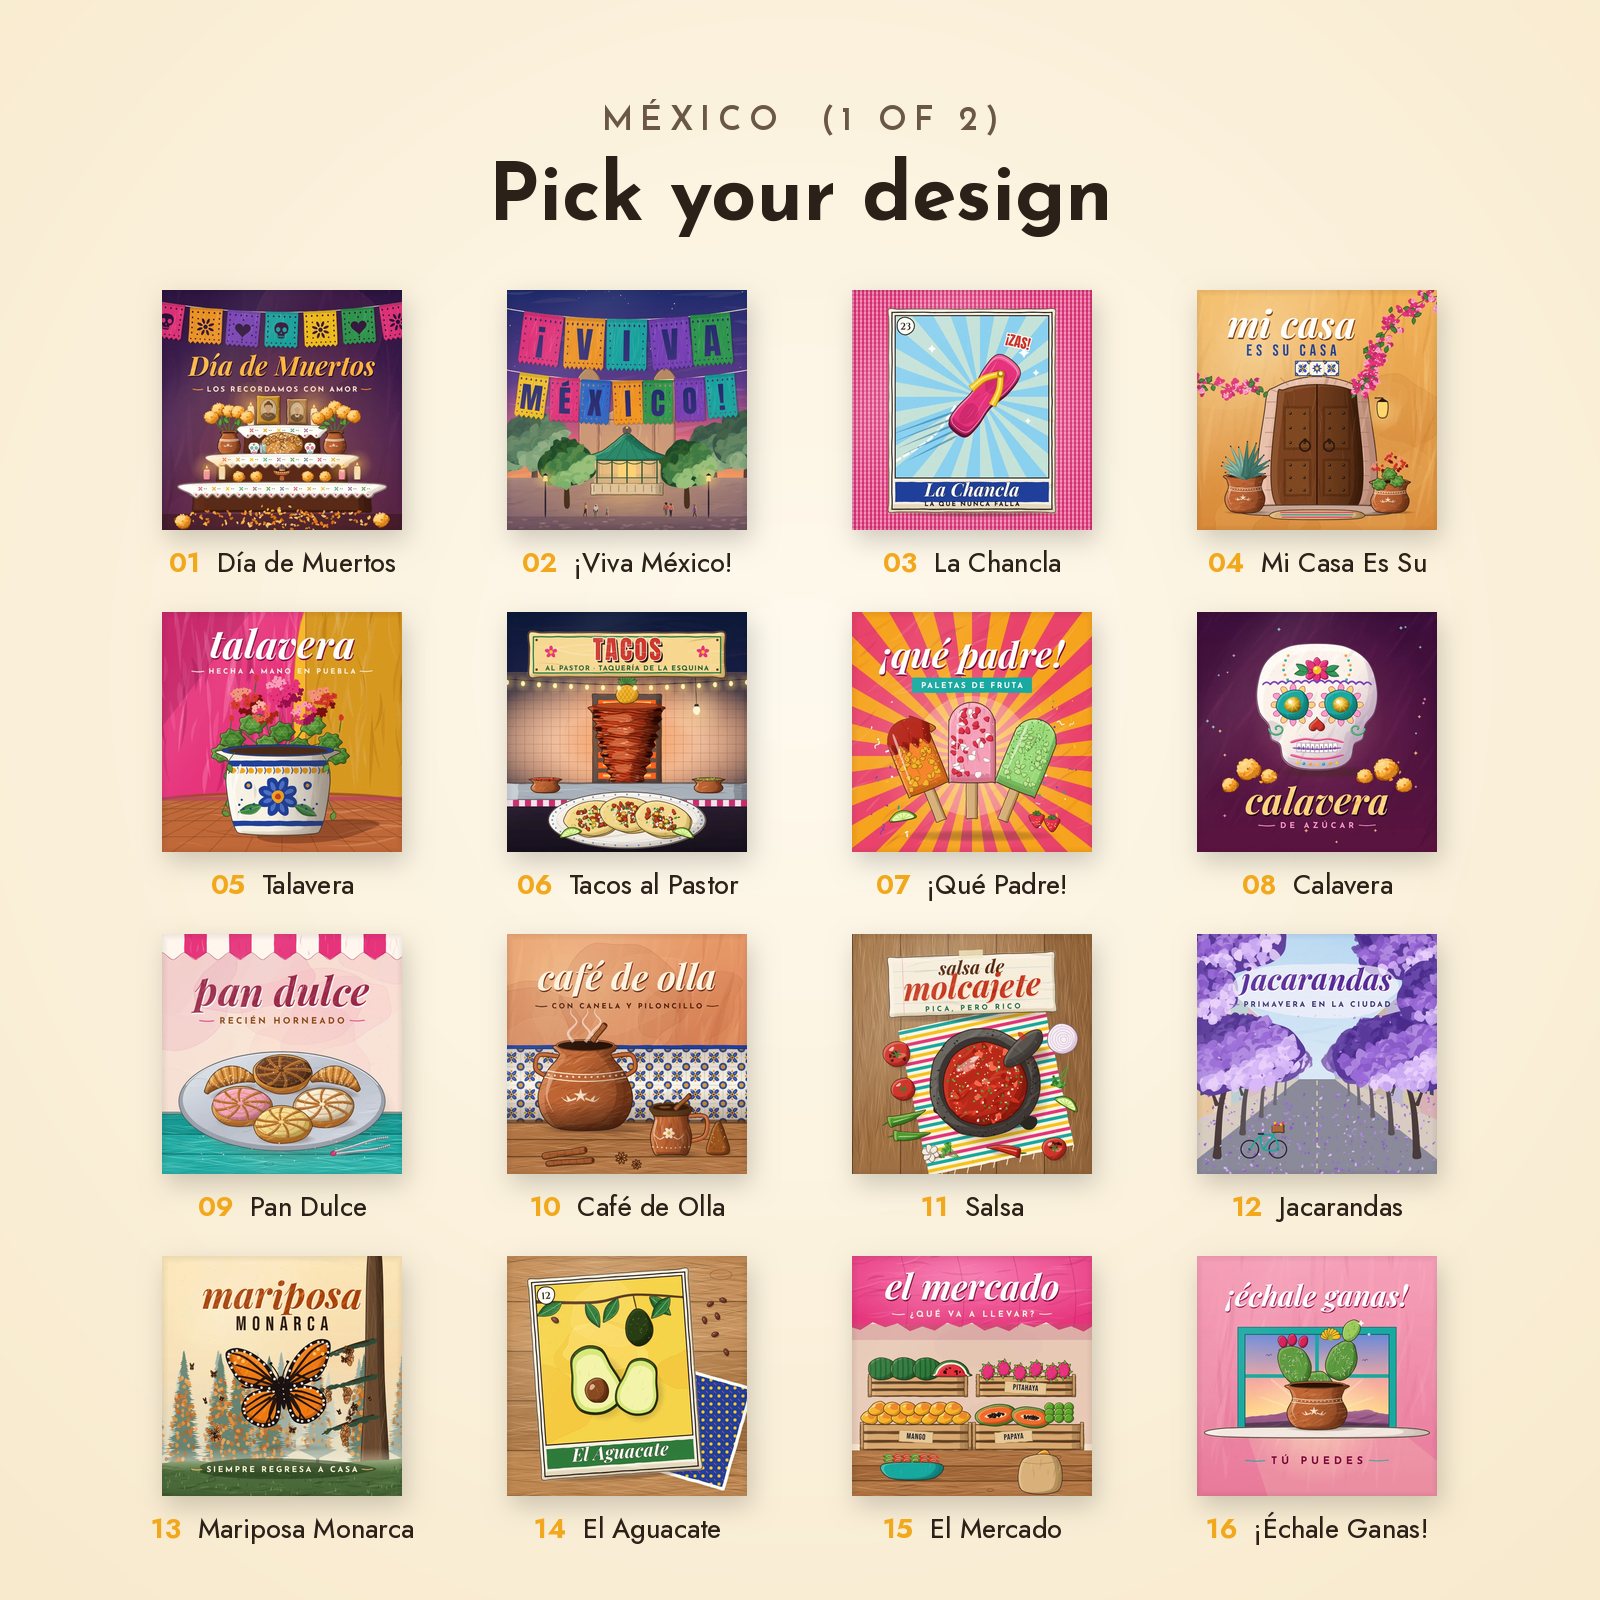 MÉXICO (1 OF 2)
Pick your design
Día de Muertos
LOS RECORDAMOS CON AMOR
01 Día de Muertos
¡VIVA
MÉXICO!
02 ¡Viva México!
23
¡ZAS!
La Chancla
LA QUE NUNCA FALLA
03 La Chancla
mi casa
ES SU CASA
04 Mi Casa Es Su
talavera
HECHA A MANO EN PUEBLA
05 Talavera
TACOS
AL PASTOR · TAQUERÍA DE LA ESQUINA
06 Tacos al Pastor
¡qué padre!
PALETAS DE FRUTA
07 ¡Qué Padre!
calavera
DE AZÚCAR
08 Calavera
pan dulce
RECIÉN HORNEADO
09 Pan Dulce
café de olla
CON CANELA Y PILONCILLO
10 Café de Olla
salsa de
molcajete
PICA, PERO RICO
11 Salsa
jacarandas
PRIMAVERA EN LA CIUDAD
12 Jacarandas
mariposa
MONARCA
SIEMPRE REGRESA A CASA
13 Mariposa Monarca
12
El Aguacate
14 El Aguacate
el mercado
¿QUÉ VA A LLEVAR?
PITAHAYA
MANGO
PAPAYA
15 El Mercado
¡échale ganas!
TÚ PUEDES
16 ¡Échale Ganas!